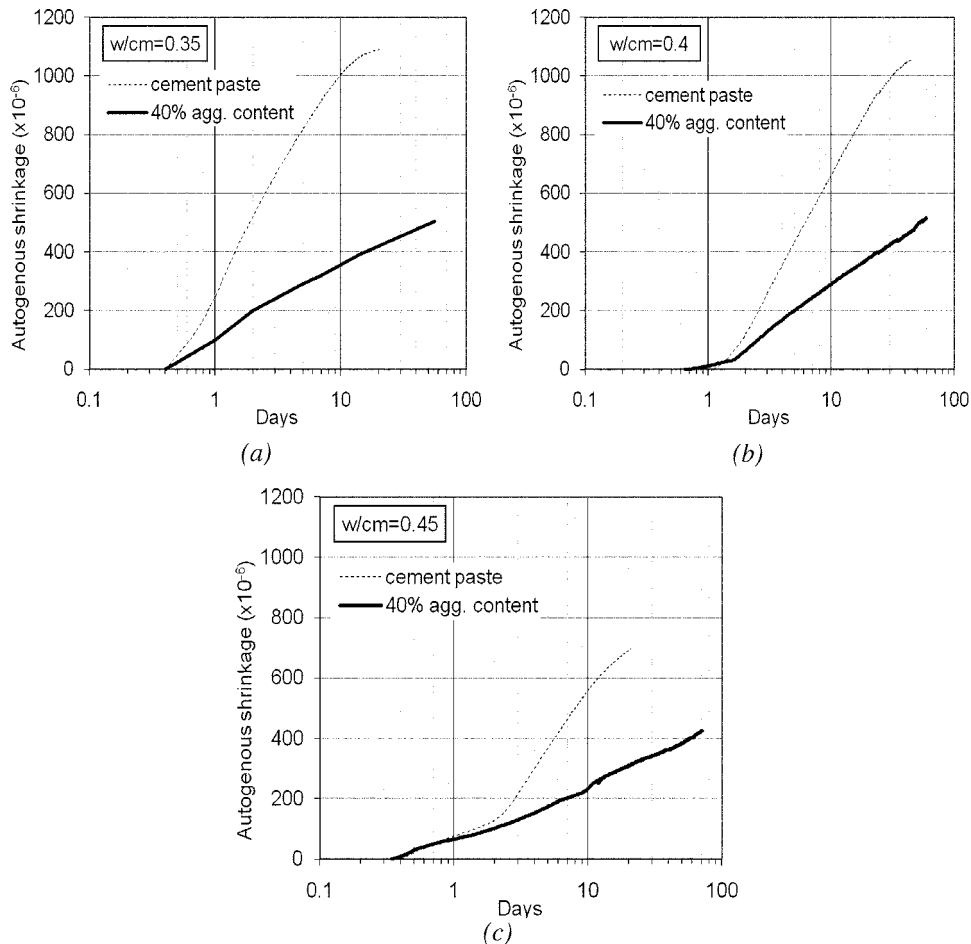 1200
1000
800
600
400
200
0
Autogenous shrinkage (x10⁻⁶)
w/cm=0.35
cement paste
40% agg. content
0.1 1 10 100
Days
(a)
1200
1000
800
600
400
200
0
Autogenous shrinkage (x10⁻⁶)
w/cm=0.4
cement paste
40% agg. content
0.1 1 10 100
Days
(b)
1200
1000
800
600
400
200
0
Autogenous shrinkage (x10⁻⁶)
w/cm=0.45
cement paste
40% agg. content
0.1 1 10 100
Days
(c)